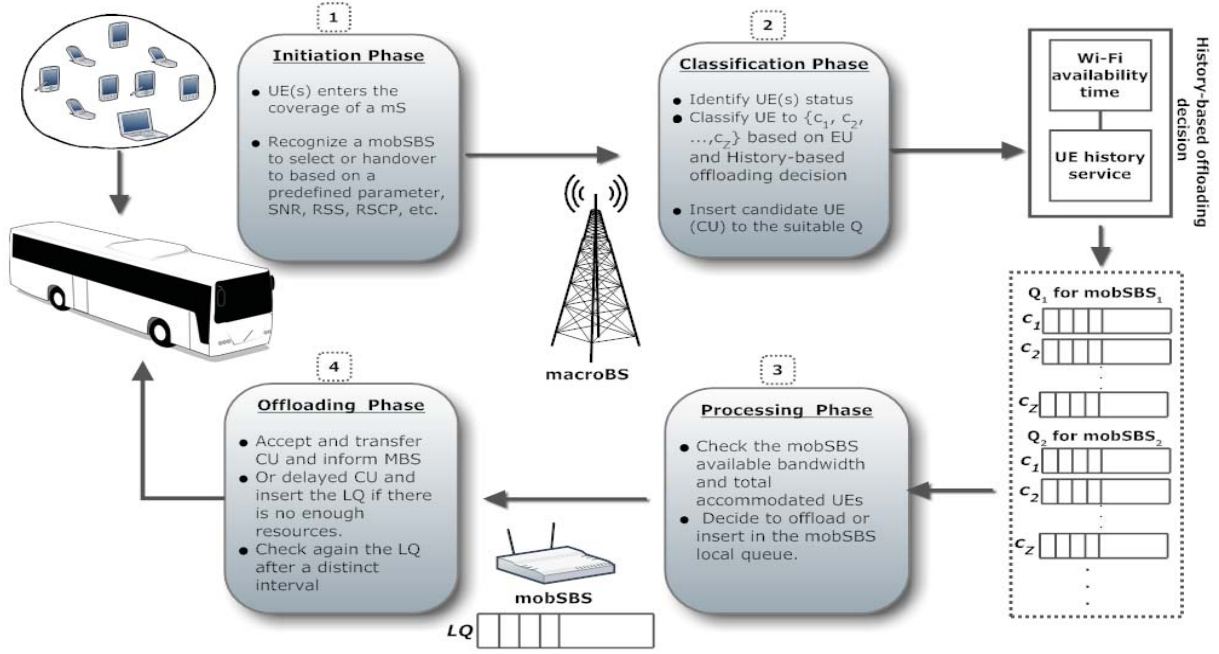 1
Initiation Phase
● UE(s) enters the
coverage of a mS
● Recognize a mobSBS
to select or handover
to based on a
predefined parameter,
SNR, RSS, RSCP, etc.
2
Classification Phase
● Identify UE(s) status
● Classify UE to {c1, c2,
...,cZ} based on EU
and History-based
offloading decision
● Insert candidate UE
(CU) to the suitable Q
Wi-Fi
availability
time
UE history
service
History-based offloading
decision
Q1 for mobSBS1
c1
c2
cZ
Q2 for mobSBS2
c1
c2
cZ
macroBS
3
Processing Phase
● Check the mobSBS
available bandwidth
and total
accommodated UEs
● Decide to offload or
insert in the mobSBS
local queue.
4
Offloading Phase
● Accept and transfer
CU and inform MBS
● Or delayed CU and
insert the LQ if there
is no enough
resources.
● Check again the LQ
after a distinct
interval
mobSBS
LQ